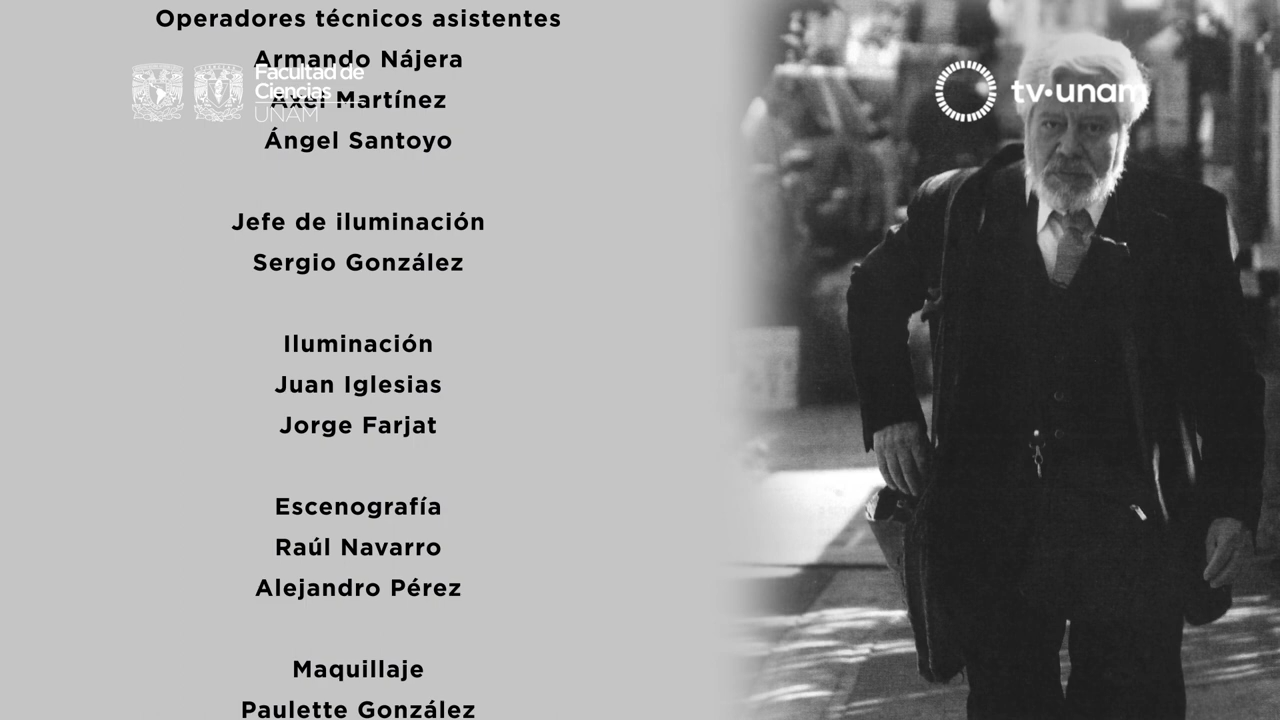 Operadores técnicos asistentes
Armando Nájera
Axel Martínez
Ángel Santoyo
Facultad de
Ciencias
UNAM
tv·unam
Jefe de iluminación
Sergio González
Iluminación
Juan Iglesias
Jorge Farjat
Escenografía
Raúl Navarro
Alejandro Pérez
Maquillaje
Paulette González